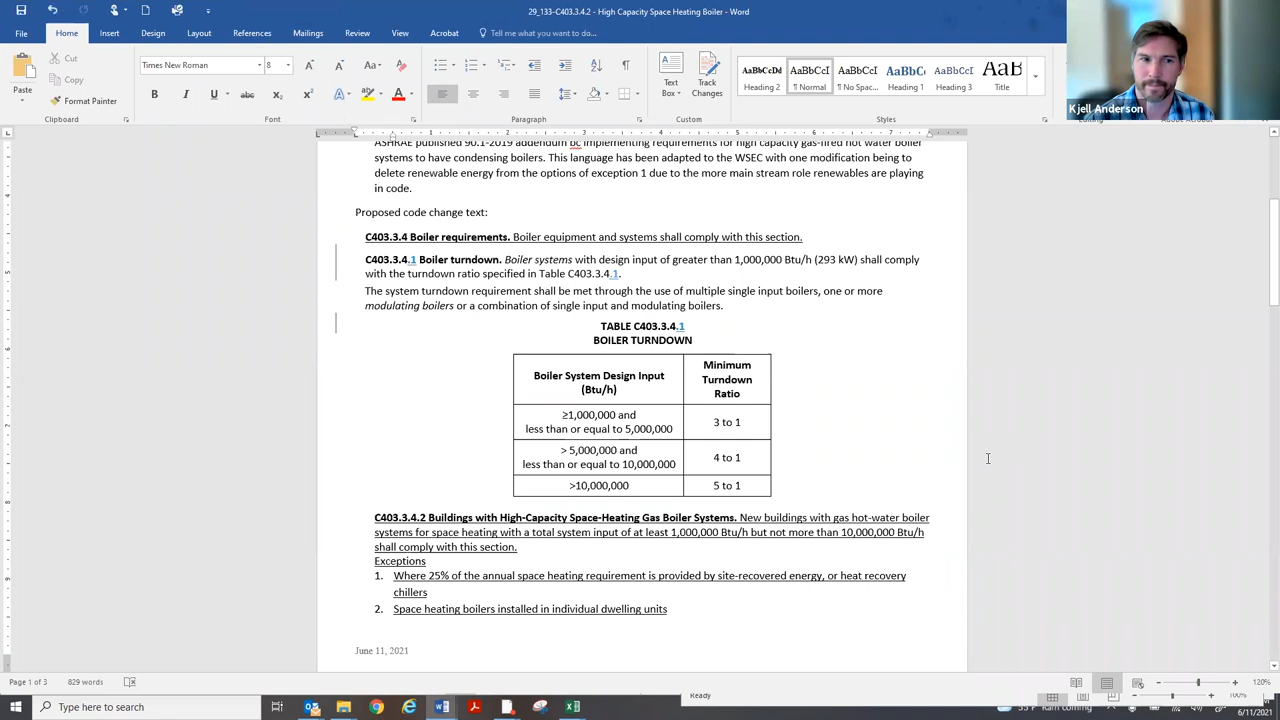 29_133-C403.3.4.2 - High Capacity Space Heating Boiler - Word
File Home Insert Design Layout References Mailings Review View Acrobat Tell me what you want to do...
Kjell Anderson
Paste
Cut
Copy
Format Painter
Times New Roman 8
Text Box
Track Changes
AaBbCcDd AaBbCcI AaBbCcI AaBbC AaBbCcI AaB
Heading 2 ¶ Normal ¶ No Spac... Heading 1 Heading 3 Title
Clipboard Font Paragraph Custom Styles Editing
ASHRAE published 90.1-2019 addendum bc implementing requirements for high capacity gas-fired hot water boiler
systems to have condensing boilers. This language has been adapted to the WSEC with one modification being to
delete renewable energy from the options of exception 1 due to the more main stream role renewables are playing
in code.
Proposed code change text:
C403.3.4 Boiler requirements. Boiler equipment and systems shall comply with this section.
C403.3.4.1 Boiler turndown. Boiler systems with design input of greater than 1,000,000 Btu/h (293 kW) shall comply
with the turndown ratio specified in Table C403.3.4.1.
The system turndown requirement shall be met through the use of multiple single input boilers, one or more
modulating boilers or a combination of single input and modulating boilers.
TABLE C403.3.4.1
BOILER TURNDOWN
Boiler System Design Input
(Btu/h)
Minimum
Turndown
Ratio
≥1,000,000 and
less than or equal to 5,000,000
3 to 1
> 5,000,000 and
less than or equal to 10,000,000
4 to 1
>10,000,000
5 to 1
C403.3.4.2 Buildings with High-Capacity Space-Heating Gas Boiler Systems. New buildings with gas hot-water boiler
systems for space heating with a total system input of at least 1,000,000 Btu/h but not more than 10,000,000 Btu/h
shall comply with this section.
Exceptions
1. Where 25% of the annual space heating requirement is provided by site-recovered energy, or heat recovery
chillers
2. Space heating boilers installed in individual dwelling units
June 11, 2021
Page 1 of 3 829 words 120%
Ready 100%
Type here to search
Rain coming
6/11/2021